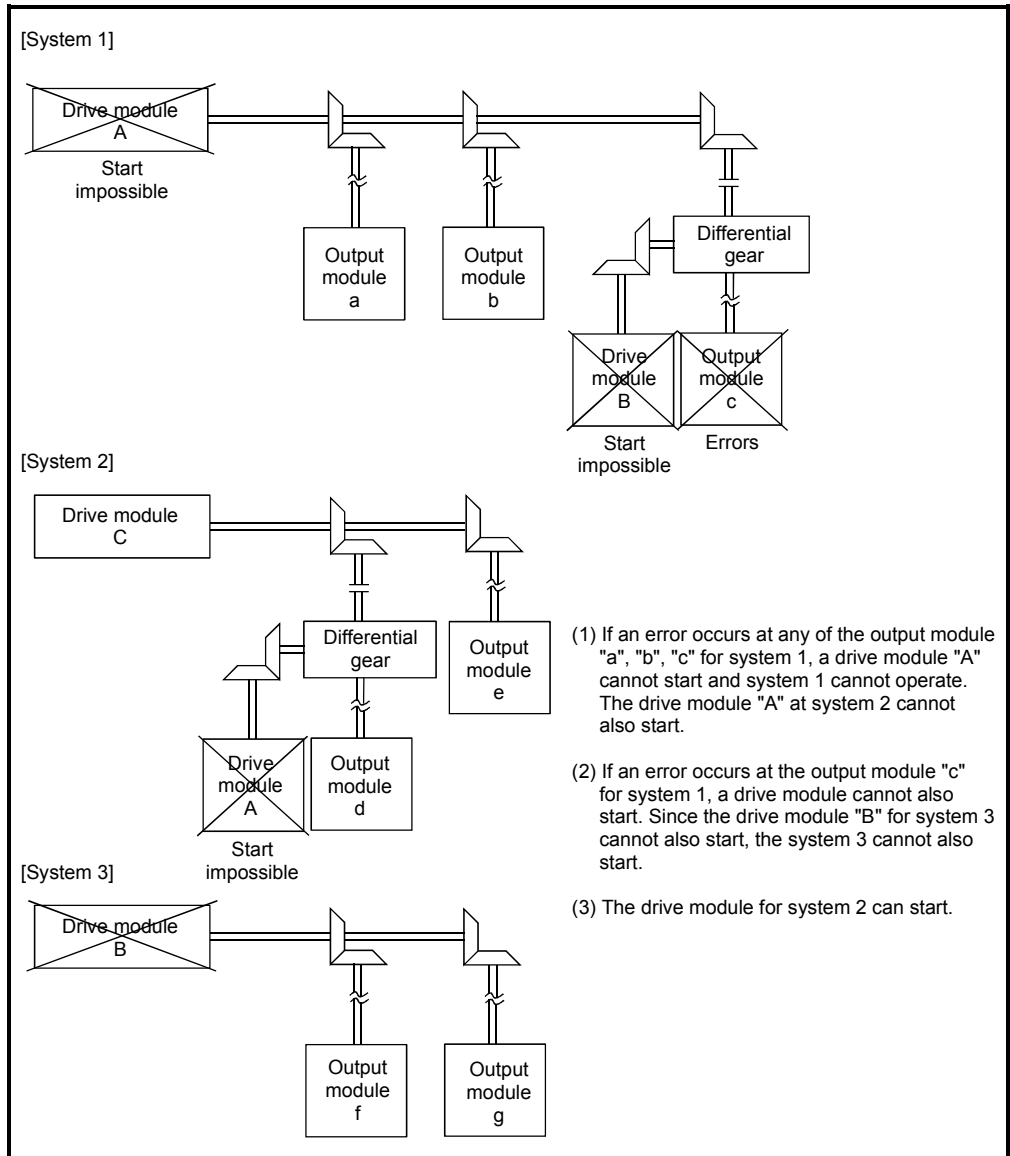 [System 1]
Drive module
A
Start
impossible
Output
module
a
Output
module
b
Differential
gear
Drive
module
B
Output
module
c
Start
impossible
Errors
[System 2]
Drive module
C
Differential
gear
Output
module
e
Drive
module
A
Output
module
d
Start
impossible
(1) If an error occurs at any of the output module
"a", "b", "c" for system 1, a drive module "A"
cannot start and system 1 cannot operate.
The drive module "A" at system 2 cannot
also start.
(2) If an error occurs at the output module "c"
for system 1, a drive module cannot also
start. Since the drive module "B" for system 3
cannot also start, the system 3 cannot also
start.
(3) The drive module for system 2 can start.
[System 3]
Drive module
B
Output
module
f
Output
module
g